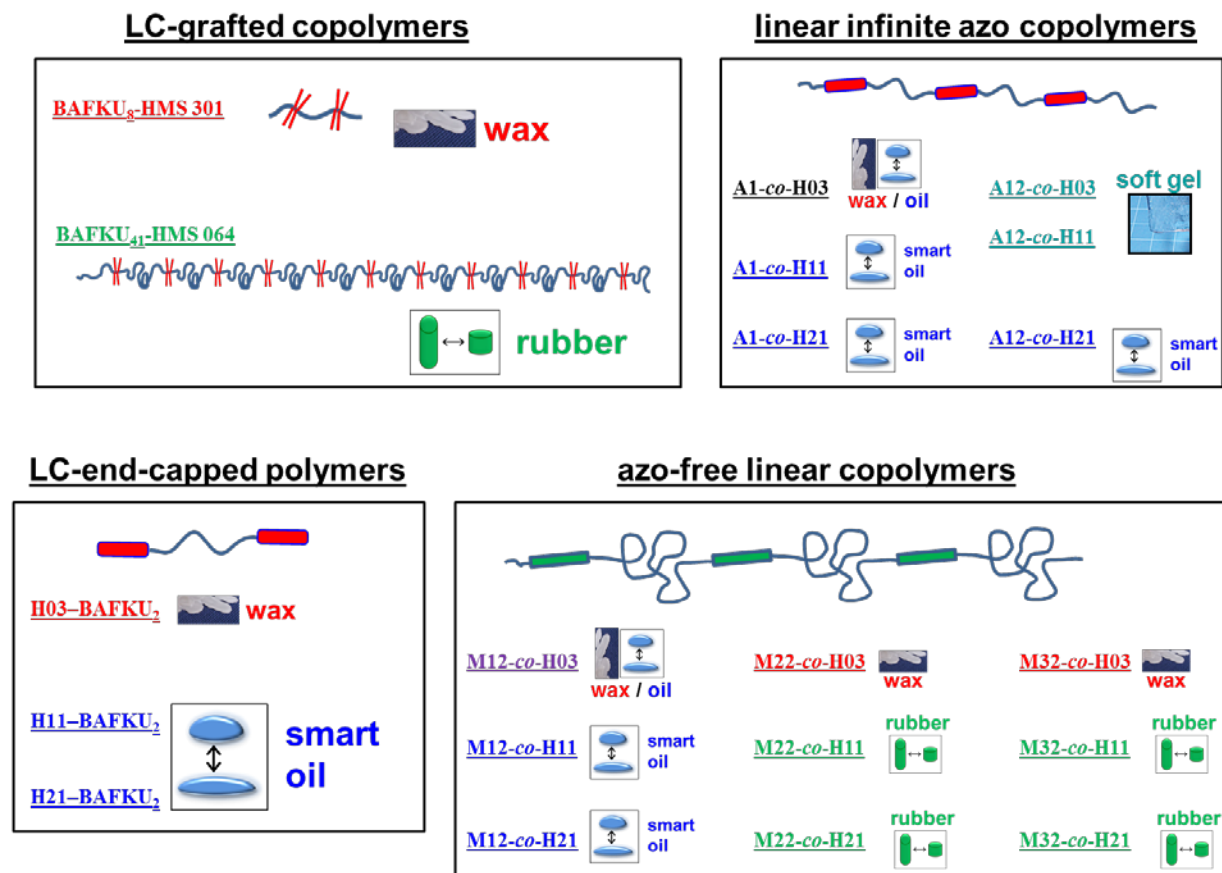 LC-grafted copolymers
BAFKU8-HMS 301
wax
BAFKU41-HMS 064
rubber
linear infinite azo copolymers
A1-co-H03
wax / oil
A12-co-H03
soft gel
A12-co-H11
A1-co-H11
smart
oil
A1-co-H21
smart
oil
A12-co-H21
smart
oil
LC-end-capped polymers
H03–BAFKU2
wax
H11–BAFKU2
smart
oil
H21–BAFKU2
azo-free linear copolymers
M12-co-H03
wax / oil
M22-co-H03
wax
M32-co-H03
wax
M12-co-H11
smart
oil
M22-co-H11
rubber
M32-co-H11
rubber
M12-co-H21
smart
oil
M22-co-H21
rubber
M32-co-H21
rubber